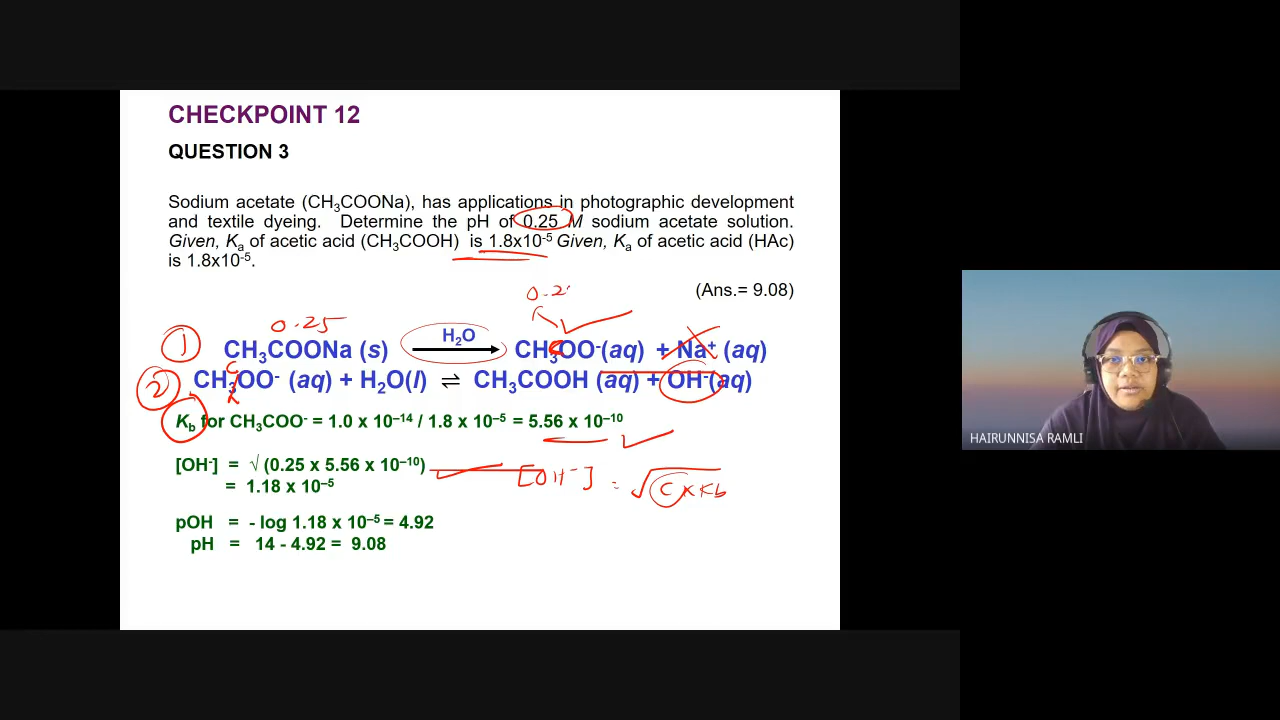 CHECKPOINT 12
QUESTION 3
Sodium acetate (CH₃COONa), has applications in photographic development
and textile dyeing. Determine the pH of 0.25 M sodium acetate solution.
Given, Kₐ of acetic acid (CH₃COOH) is 1.8x10⁻⁵ Given, Kₐ of acetic acid (HAc)
is 1.8x10⁻⁵.
(Ans.= 9.08)
0.2
0.25
① CH₃COONa (s) H₂O → CH₃COO⁻(aq) + Na⁺ (aq)
② CH₃COO⁻ (aq) + H₂O(l) ⇌ CH₃COOH (aq) + OH⁻(aq)
K_b for CH₃COO⁻ = 1.0 x 10⁻¹⁴ / 1.8 x 10⁻⁵ = 5.56 x 10⁻¹⁰
[OH⁻] = √ (0.25 x 5.56 x 10⁻¹⁰) [OH⁻] = √C x Kb
= 1.18 x 10⁻⁵
pOH = - log 1.18 x 10⁻⁵ = 4.92
pH = 14 - 4.92 = 9.08
HAIRUNNISA RAMLI